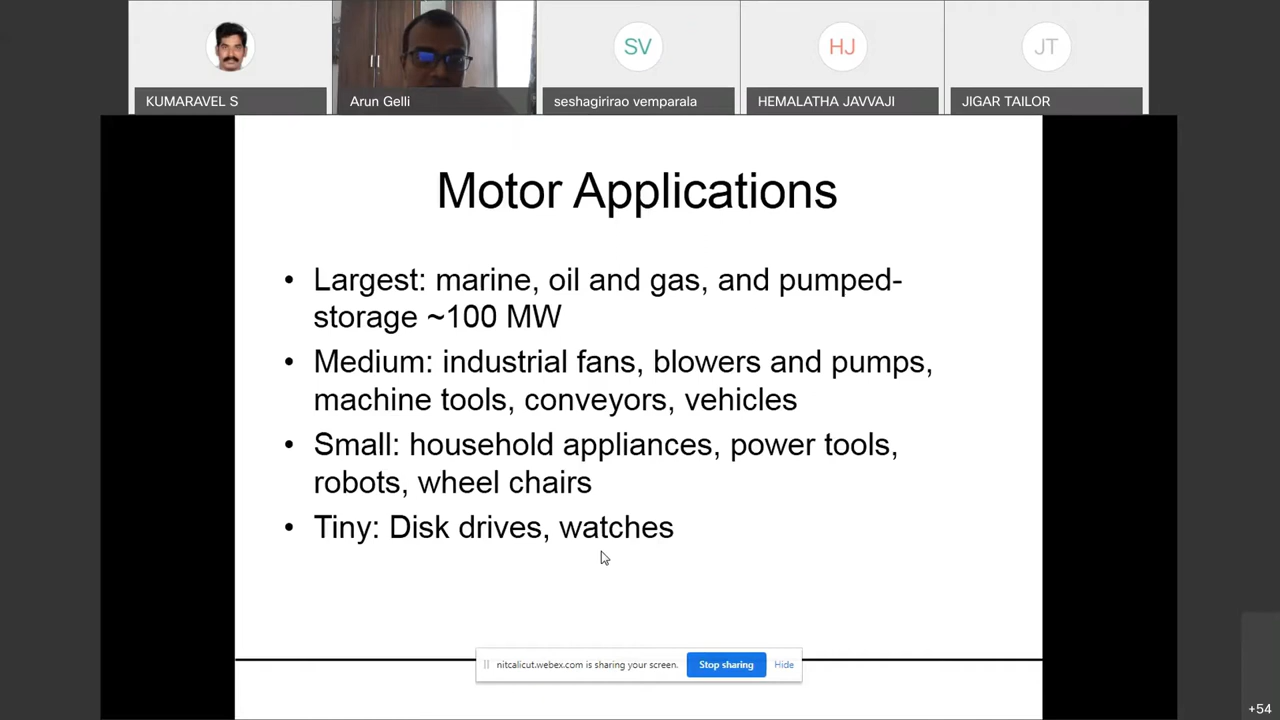 SV
HJ
JT
KUMARAVEL S
Arun Gelli
seshagirirao vemparala
HEMALATHA JAVVAJI
JIGAR TAILOR
Motor Applications
• Largest: marine, oil and gas, and pumped-
storage ~100 MW
• Medium: industrial fans, blowers and pumps,
machine tools, conveyors, vehicles
• Small: household appliances, power tools,
robots, wheel chairs
• Tiny: Disk drives, watches
nitcalicut.webex.com is sharing your screen.
Stop sharing
Hide
+54